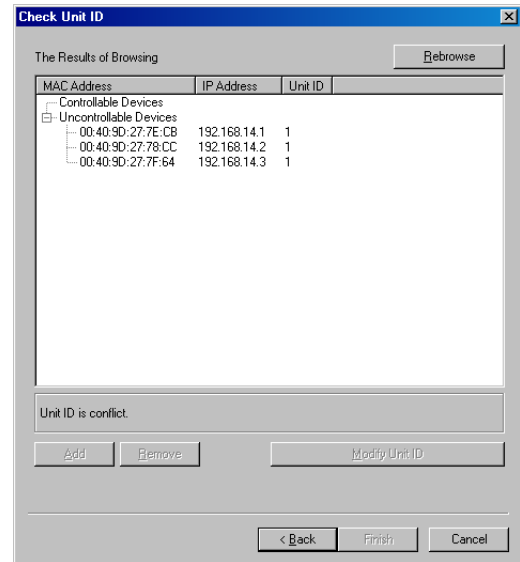 Check Unit ID
The Results of Browsing
Rebrowse
MAC Address IP Address Unit ID
Controllable Devices
Uncontrollable Devices
00:40:9D:27:7E:CB 192.168.14.1 1
00:40:9D:27:78:CC 192.168.14.2 1
00:40:9D:27:7F:64 192.168.14.3 1
Unit ID is conflict.
Add Remove Modify Unit ID
< Back Finish Cancel